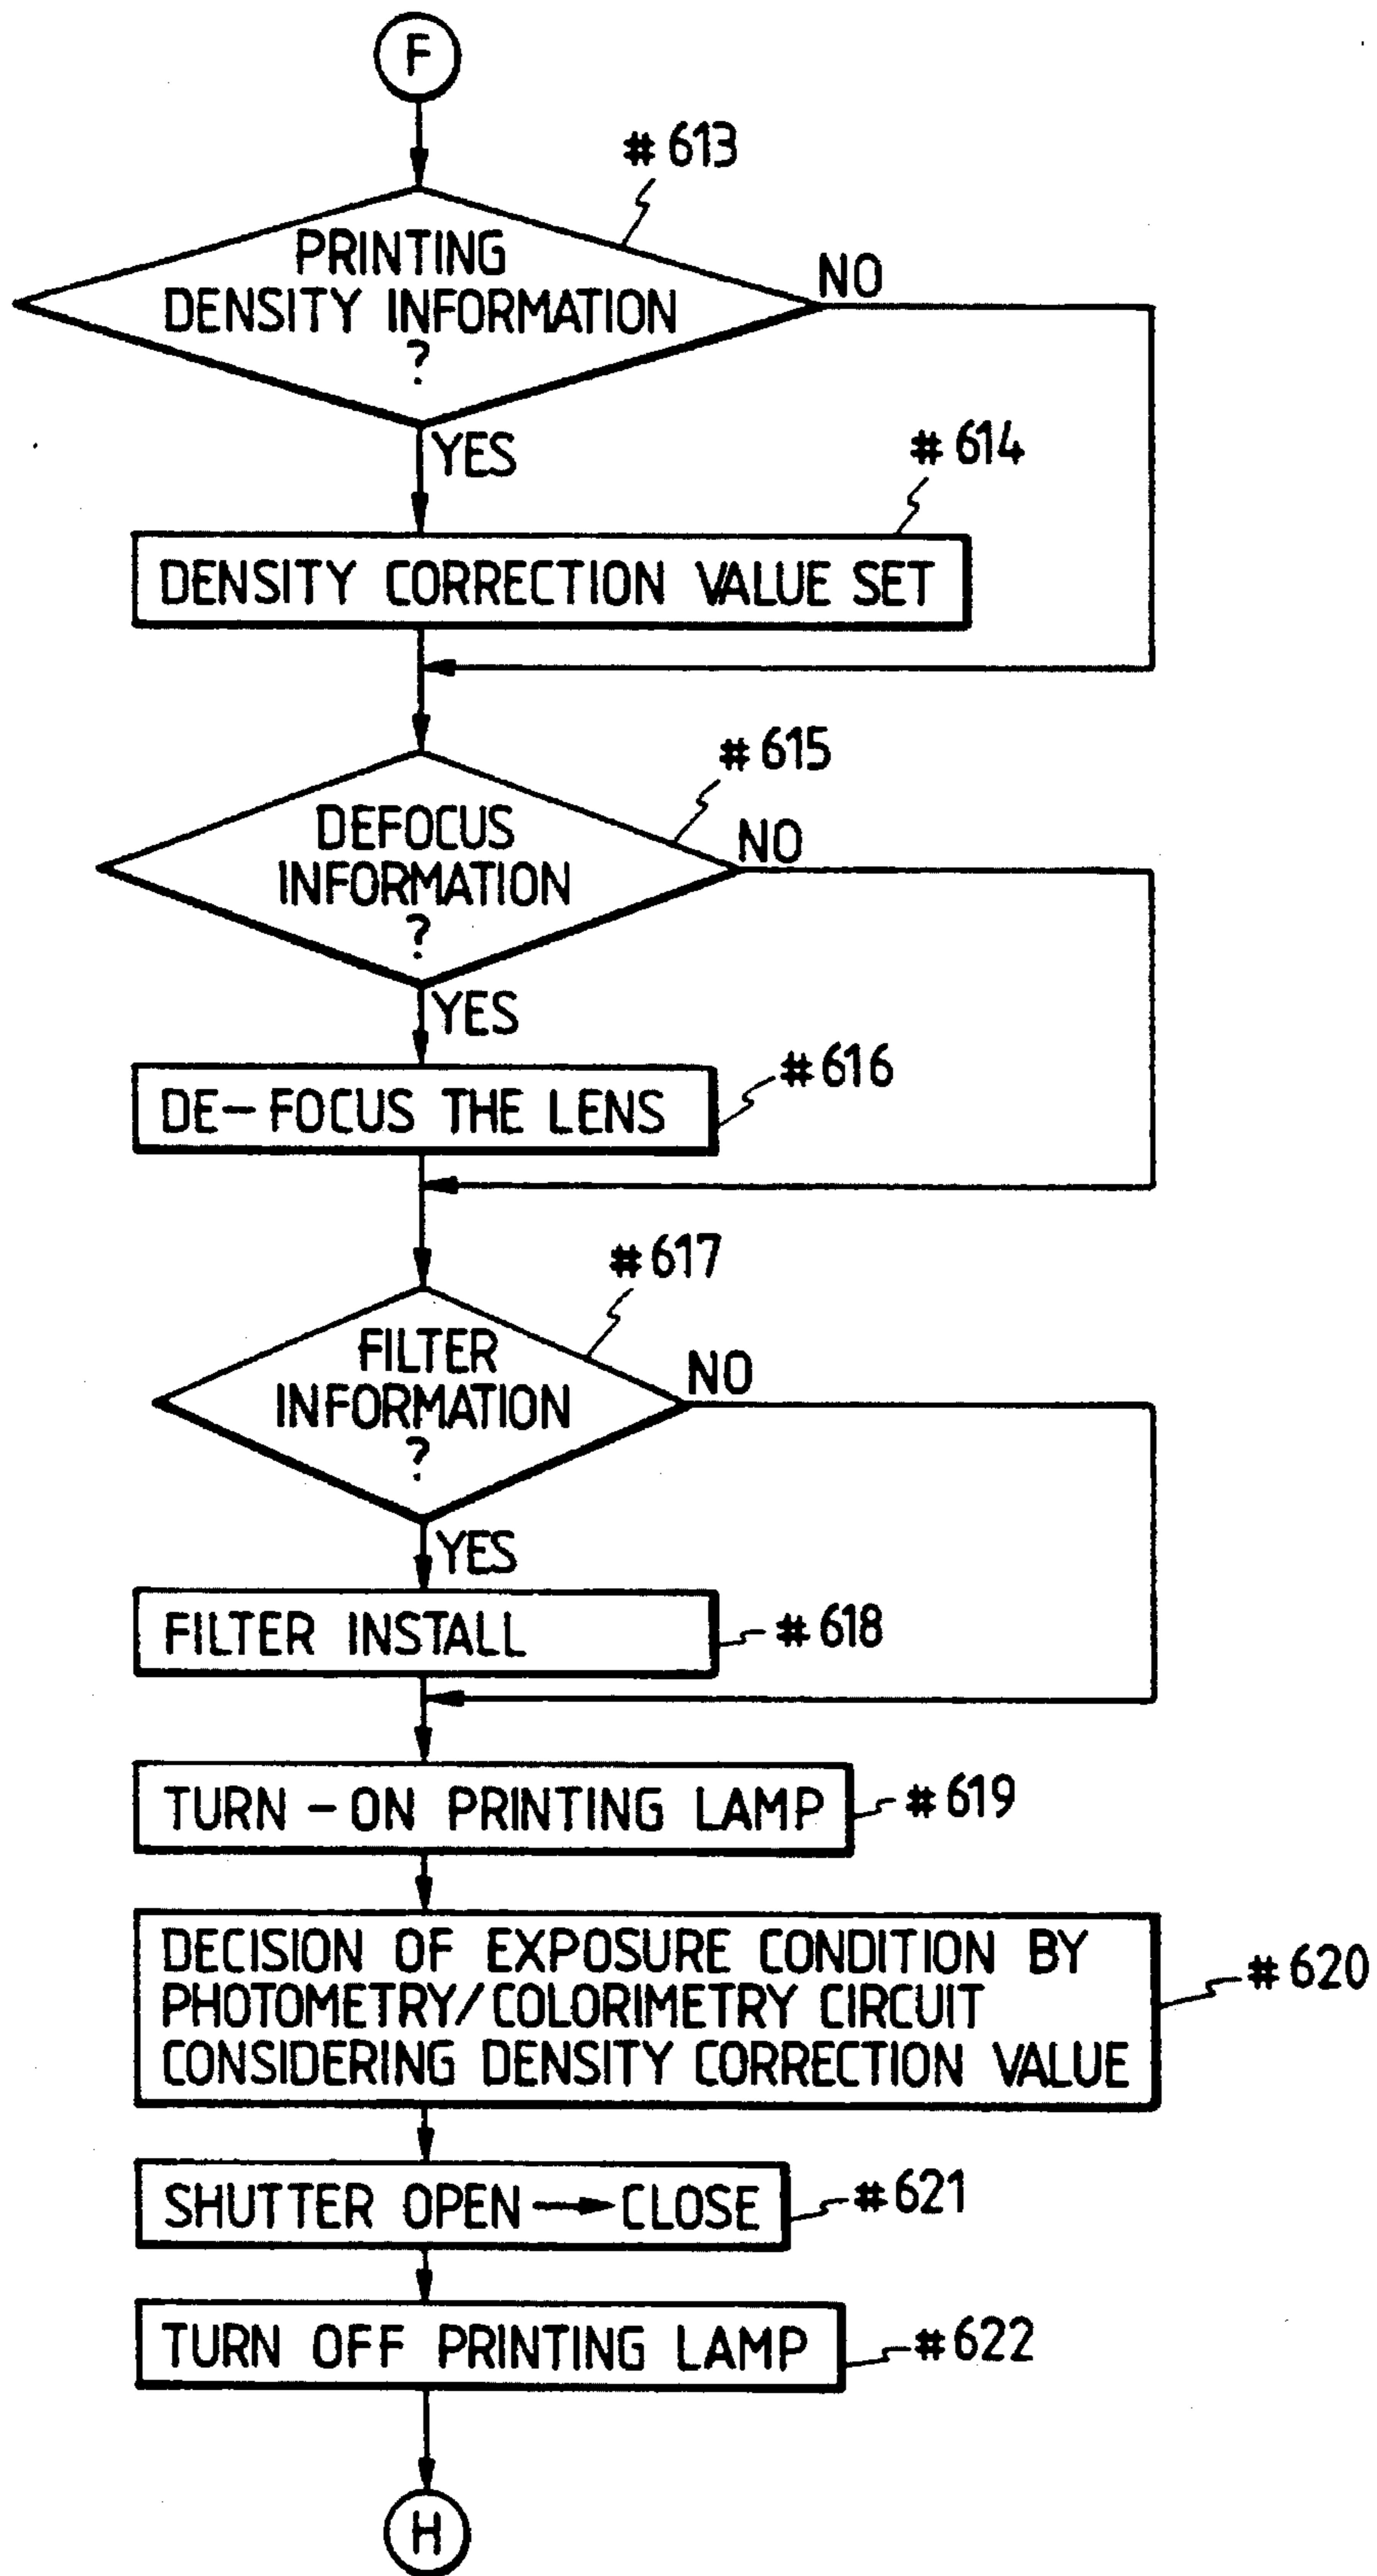 F
# 613
PRINTING
DENSITY INFORMATION
?
NO
YES
# 614
DENSITY CORRECTION VALUE SET
# 615
DEFOCUS
INFORMATION
?
NO
YES
DE-FOCUS THE LENS
# 616
# 617
FILTER
INFORMATION
?
NO
YES
FILTER INSTALL
# 618
TURN-ON PRINTING LAMP
# 619
DECISION OF EXPOSURE CONDITION BY
PHOTOMETRY/COLORIMETRY CIRCUIT
CONSIDERING DENSITY CORRECTION VALUE
# 620
SHUTTER OPEN → CLOSE
# 621
TURN OFF PRINTING LAMP
# 622
H